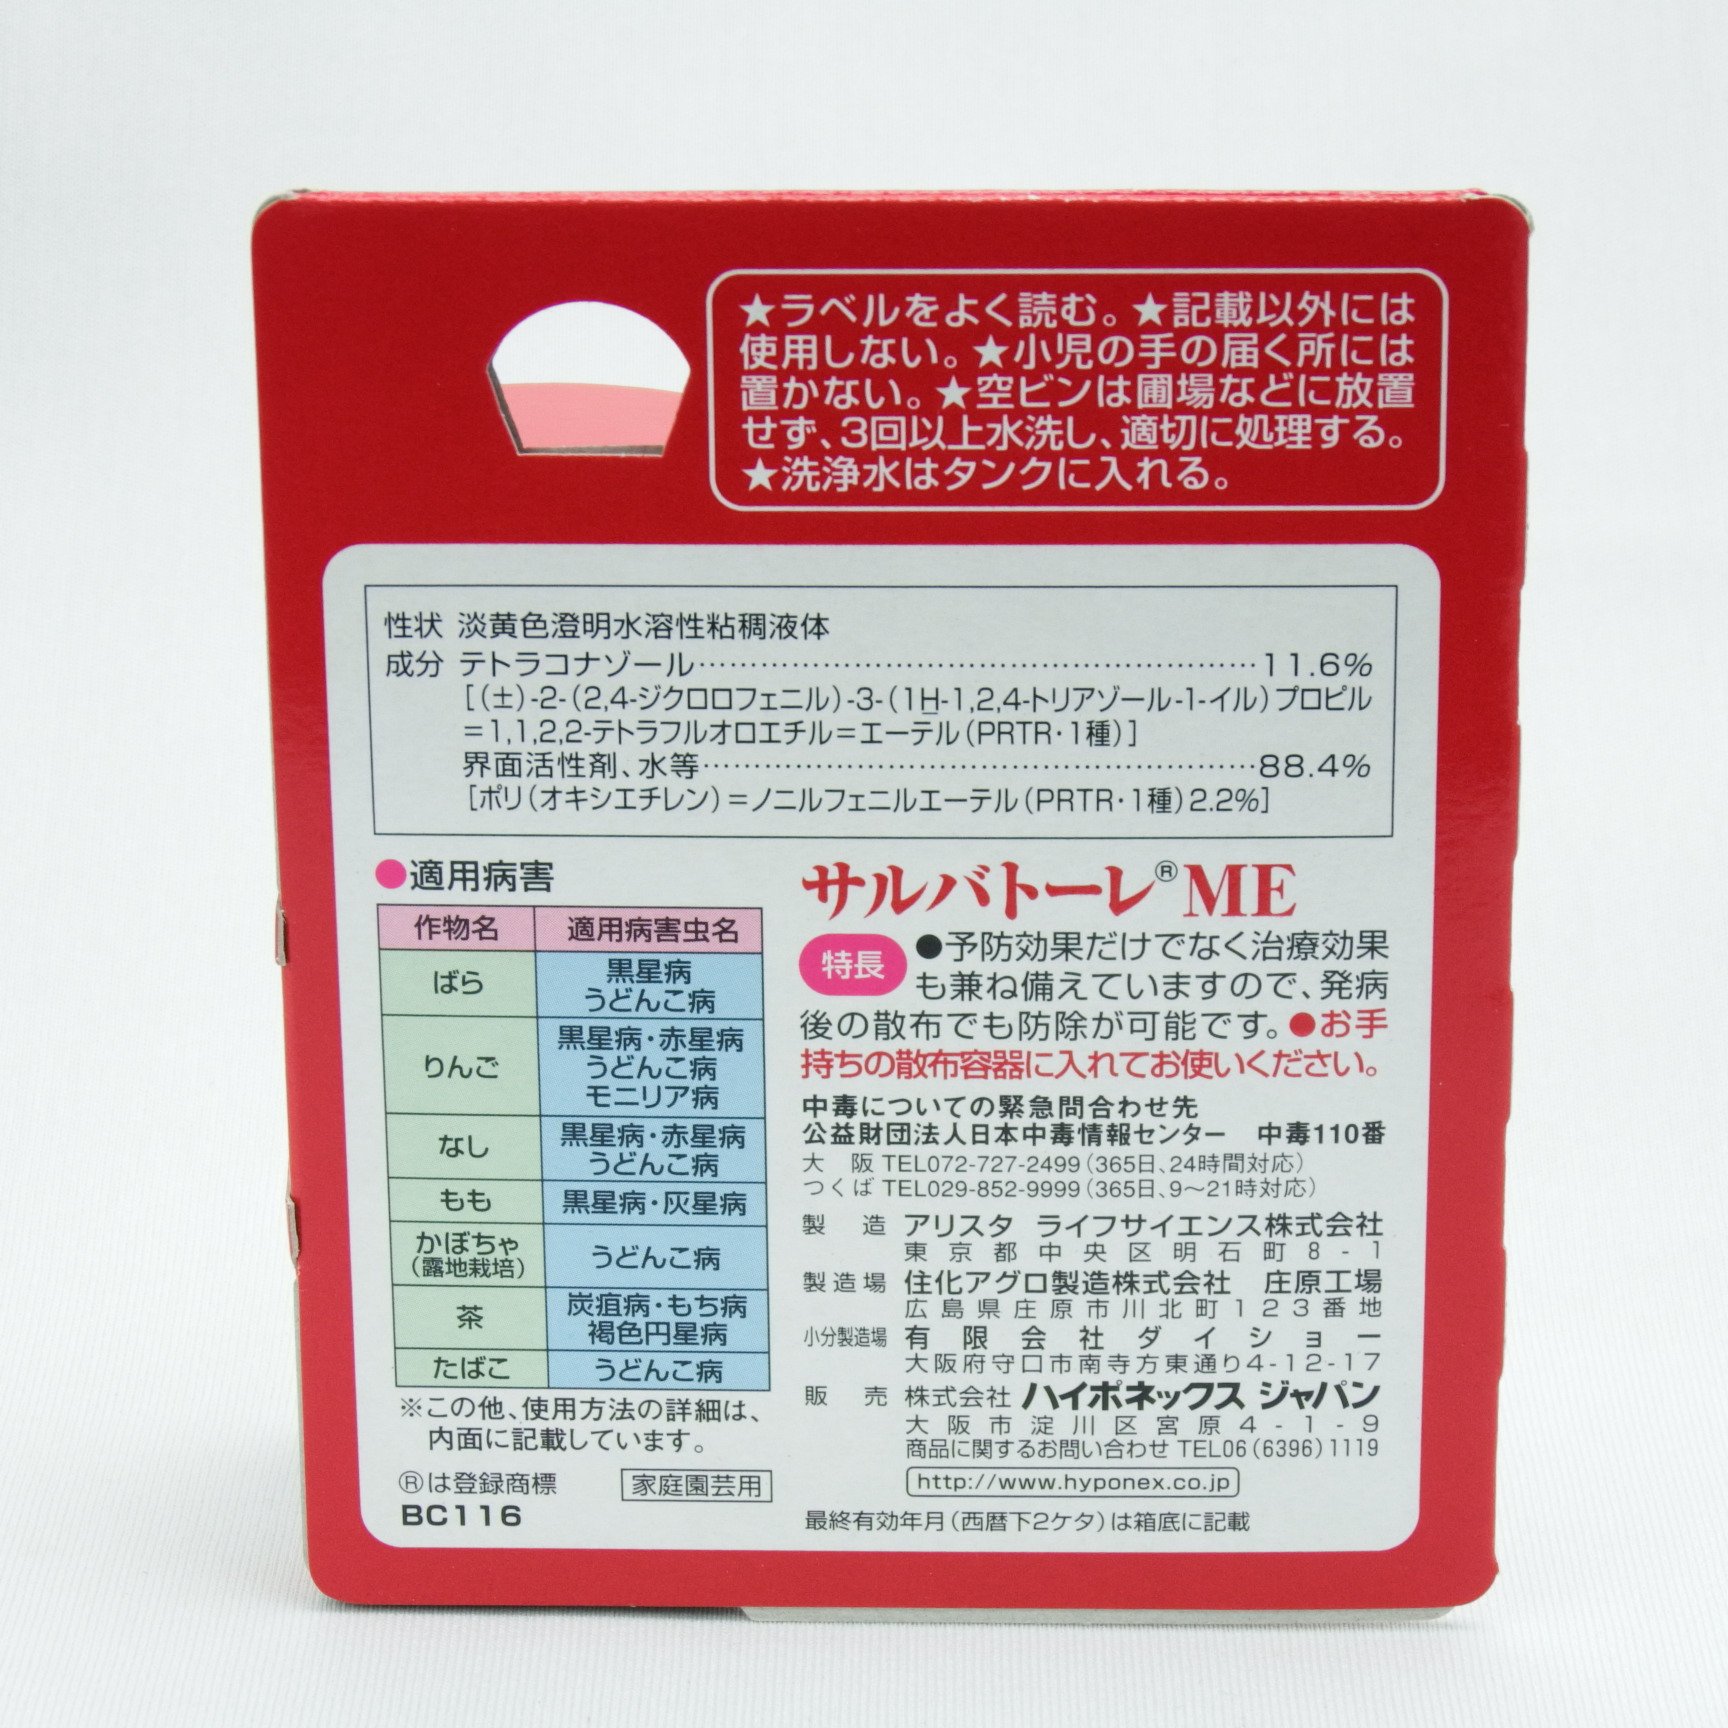 ★ラベルをよく読む。★記載以外には
使用しない。★小児の手の届く所には
置かない。★空ビンは圃場などに放置
せず、3回以上水洗し、適切に処理する。
★洗浄水はタンクに入れる。
性状 淡黄色澄明水溶性粘稠液体
成分 テトラコナゾール……………………………………………11.6%
[(±)-2-(2,4-ジクロロフェニル)-3-(1H-1,2,4-トリアゾール-1-イル)プロピル
=1,1,2,2-テトラフルオロエチル=エーテル(PRTR・1種)]
界面活性剤、水等……………………………………………88.4%
[ポリ(オキシエチレン)=ノニルフェニルエーテル(PRTR・1種)2.2%]
●適用病害
作物名 適用病害虫名
ばら 黒星病
うどんこ病
りんご 黒星病・赤星病
うどんこ病
モニリア病
なし 黒星病・赤星病
うどんこ病
もも 黒星病・灰星病
かぼちゃ
(露地栽培) うどんこ病
茶 炭疽病・もち病
褐色円星病
たばこ うどんこ病
※この他、使用方法の詳細は、
内面に記載しています。
®は登録商標 家庭園芸用
BC116
サルバトーレ®ME
特長 ●予防効果だけでなく治療効果
も兼ね備えていますので、発病
後の散布でも防除が可能です。●お手
持ちの散布容器に入れてお使いください。
中毒についての緊急問合わせ先
公益財団法人日本中毒情報センター 中毒110番
大 阪 TEL072-727-2499(365日、24時間対応)
つくば TEL029-852-9999(365日、9〜21時対応)
製 造 アリスタ ライフサイエンス株式会社
東京都中央区明石町8-1
製造場 住化アグロ製造株式会社 庄原工場
広島県庄原市川北町123番地
小分製造場 有限会社ダイショー
大阪府守口市南寺方東通り4-12-17
販 売 株式会社 ハイポネックス ジャパン
大阪市淀川区宮原4-1-9
商品に関するお問い合わせ TEL06(6396)1119
http://www.hyponex.co.jp
最終有効年月(西暦下2ケタ)は箱底に記載